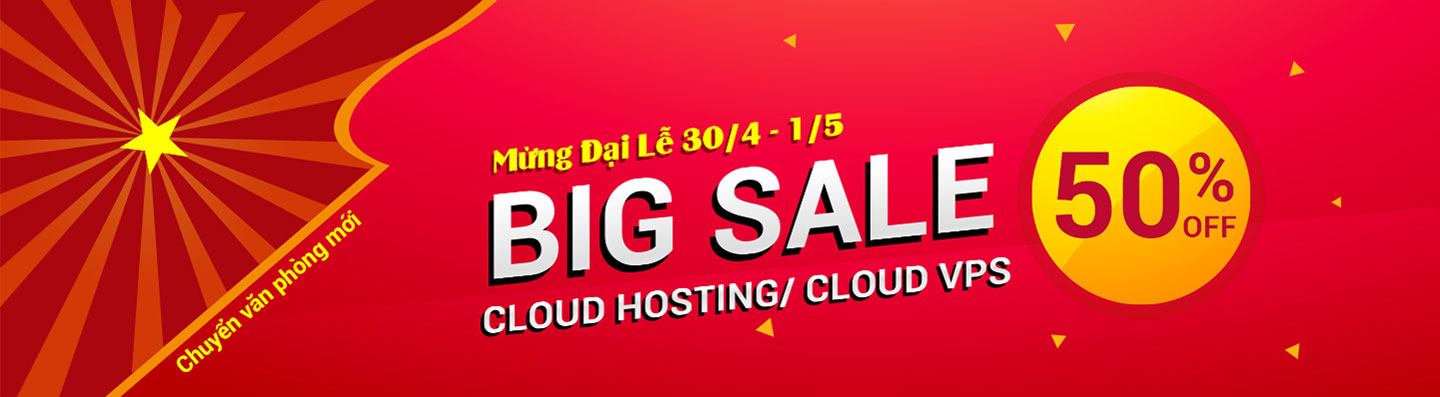 Mừng Đại Lễ 30/4 - 1/5
BIG SALE
CLOUD HOSTING/ CLOUD VPS
50%
OFF
Chuyển văn phòng mới